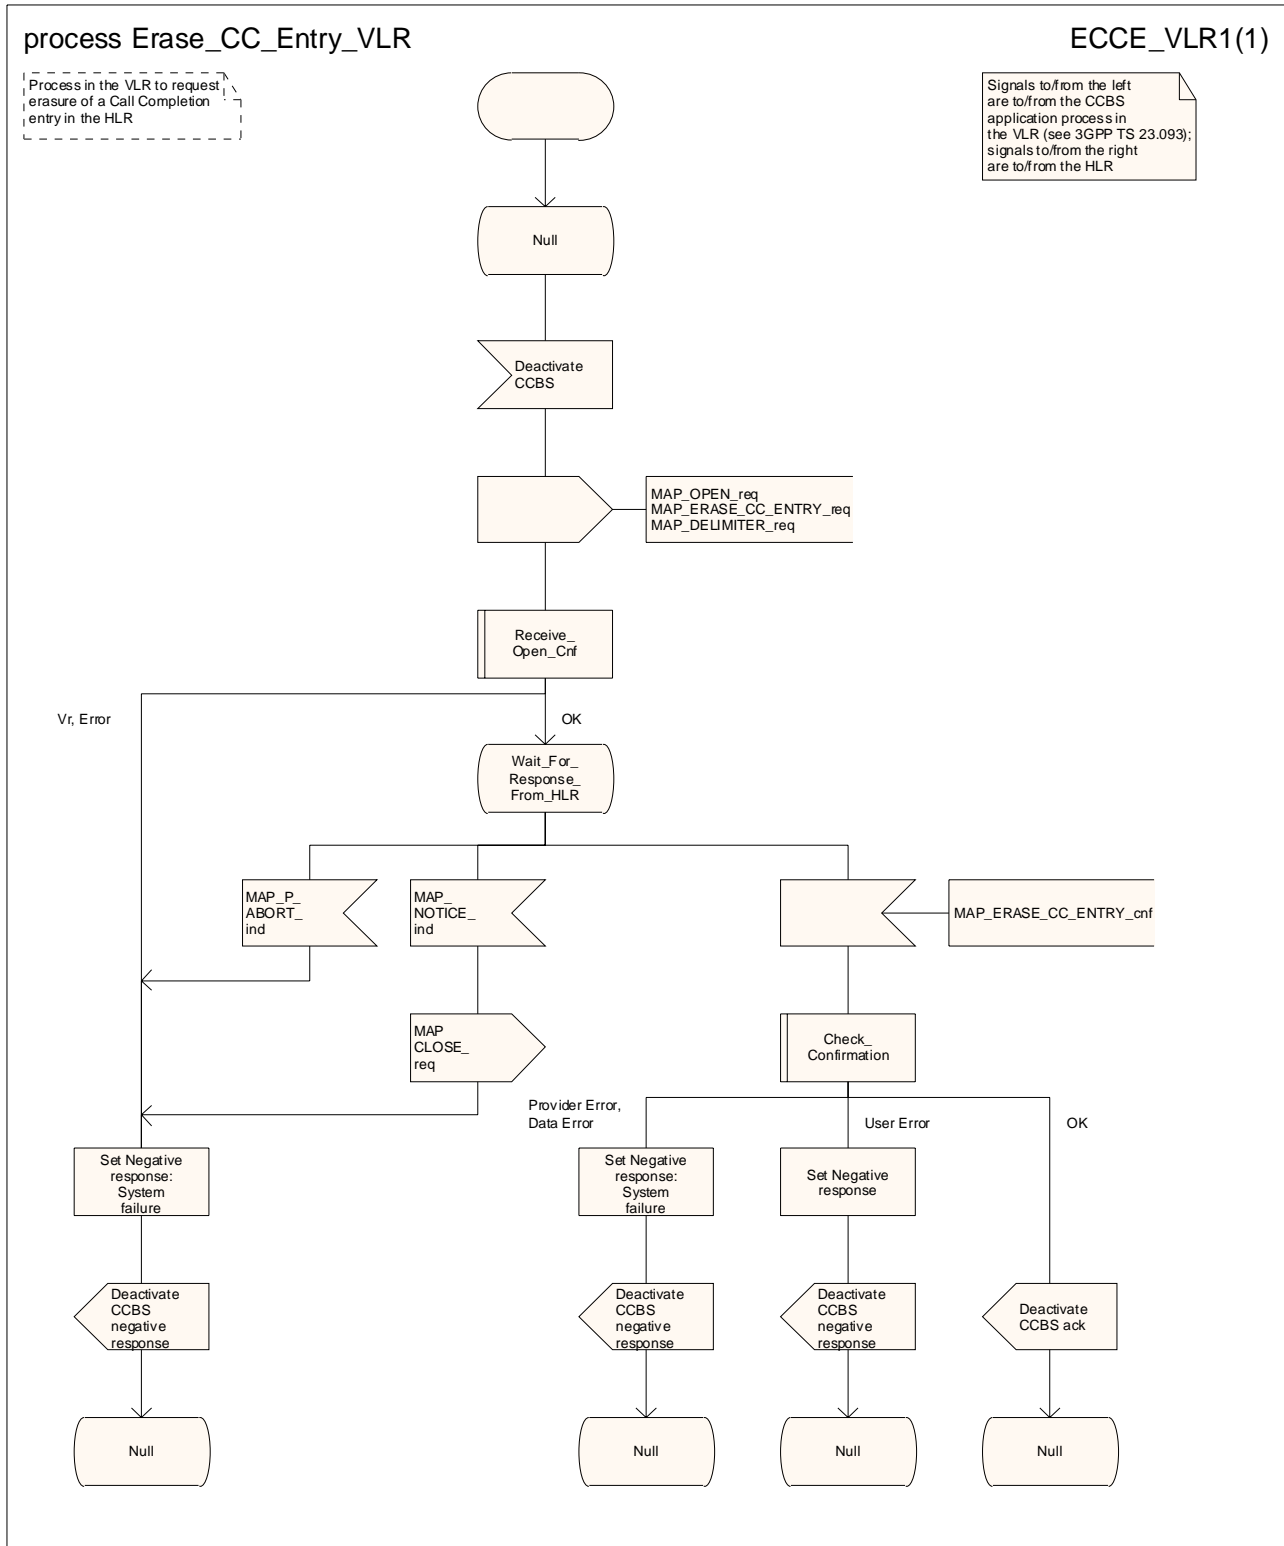 process Erase_CC_Entry_VLR
ECCE_VLR1(1)
Process in the VLR to request
erasure of a Call Completion
entry in the HLR
Signals to/from the left
are to/from the CCBS
application process in
the VLR (see 3GPP TS 23.093);
signals to/from the right
are to/from the HLR
Null
Deactivate
CCBS
MAP_OPEN_req
MAP_ERASE_CC_ENTRY_req
MAP_DELIMITER_req
Receive_
Open_Cnf
Vr, Error
OK
Wait_For_
Response_
From_HLR
MAP_P_
ABORT_
ind
MAP_
NOTICE_
ind
MAP_ERASE_CC_ENTRY_cnf
MAP
CLOSE_
req
Check_
Confirmation
Provider Error,
Data Error
User Error
OK
Set Negative
response:
System
failure
Set Negative
response:
System
failure
Set Negative
response
Deactivate
CCBS
negative
response
Deactivate
CCBS
negative
response
Deactivate
CCBS
negative
response
Deactivate
CCBS ack
Null
Null
Null
Null